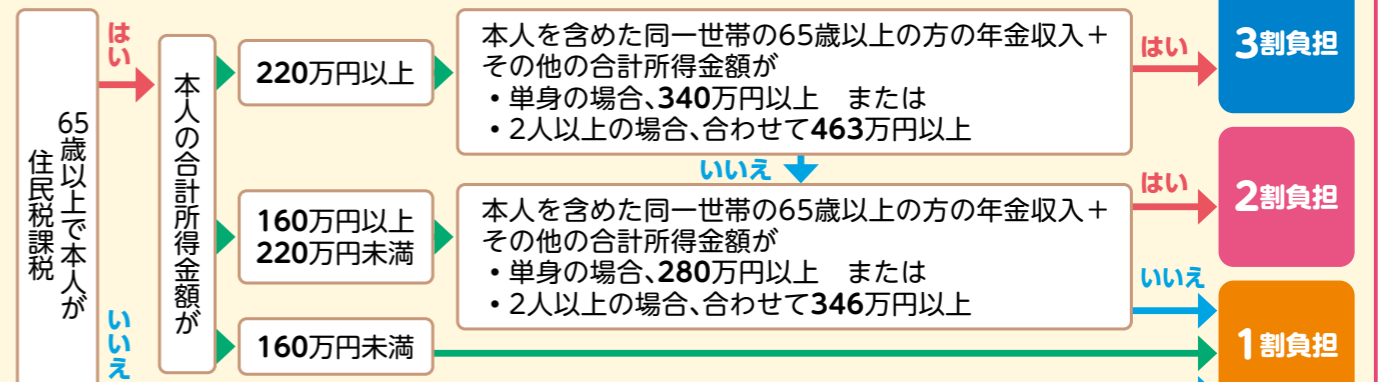 65歳以上で本人が
住民税課税
はい
いいえ
本人の合計所得金額が
220万円以上
本人を含めた同一世帯の65歳以上の方の年金収入＋
その他の合計所得金額が
・単身の場合、340万円以上　または
・2人以上の場合、合わせて463万円以上
はい
3割負担
いいえ
160万円以上
220万円未満
本人を含めた同一世帯の65歳以上の方の年金収入＋
その他の合計所得金額が
・単身の場合、280万円以上　または
・2人以上の場合、合わせて346万円以上
はい
2割負担
いいえ
160万円未満
1割負担